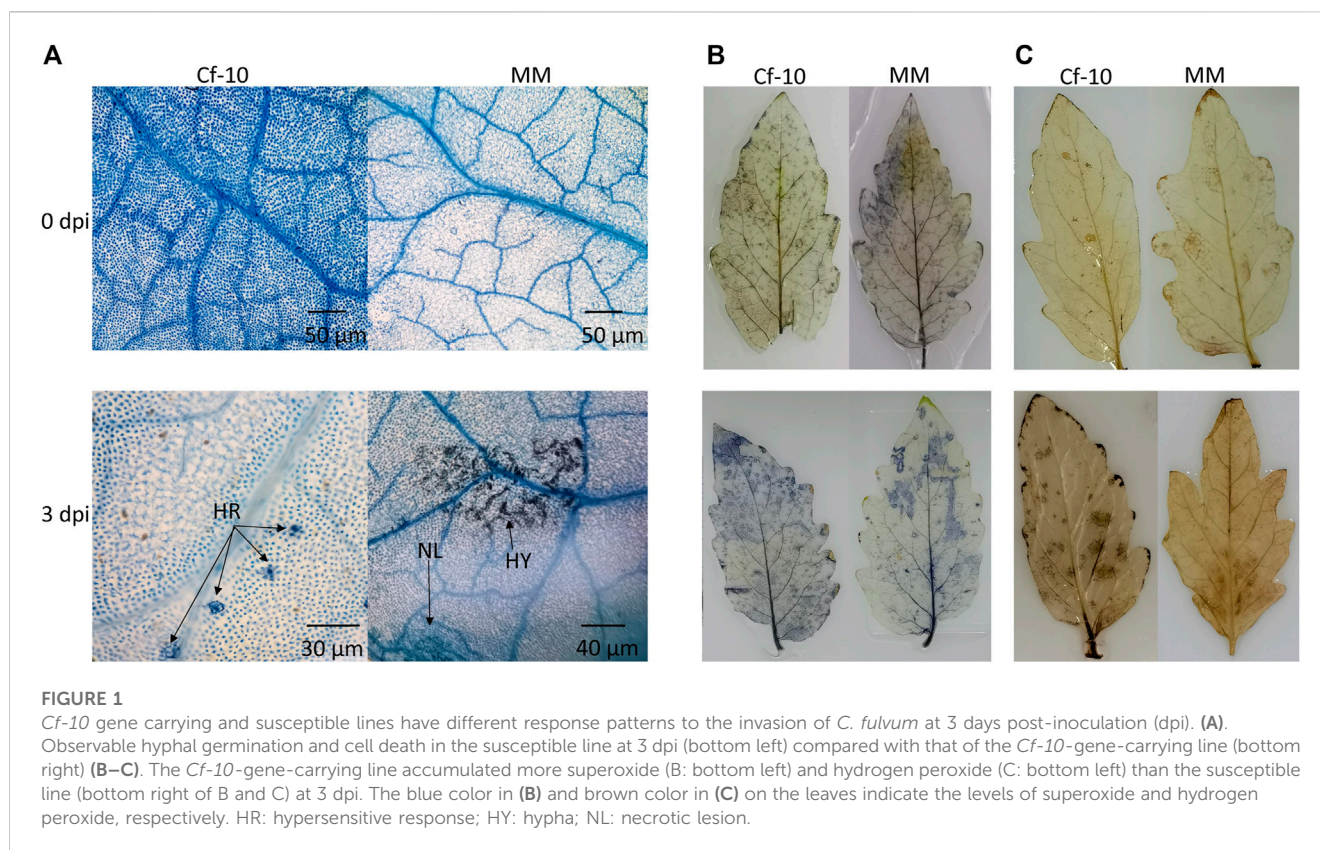 A
Cf-10
MM
B
Cf-10
MM
C
Cf-10
MM
0 dpi
50 µm
50 µm
3 dpi
HR
NL
HY
30 µm
40 µm
FIGURE 1
Cf-10 gene carrying and susceptible lines have different response patterns to the invasion of C. fulvum at 3 days post-inoculation (dpi). (A).
Observable hyphal germination and cell death in the susceptible line at 3 dpi (bottom left) compared with that of the Cf-10-gene-carrying line (bottom
right) (B–C). The Cf-10-gene-carrying line accumulated more superoxide (B: bottom left) and hydrogen peroxide (C: bottom left) than the susceptible
line (bottom right of B and C) at 3 dpi. The blue color in (B) and brown color in (C) on the leaves indicate the levels of superoxide and hydrogen
peroxide, respectively. HR: hypersensitive response; HY: hypha; NL: necrotic lesion.